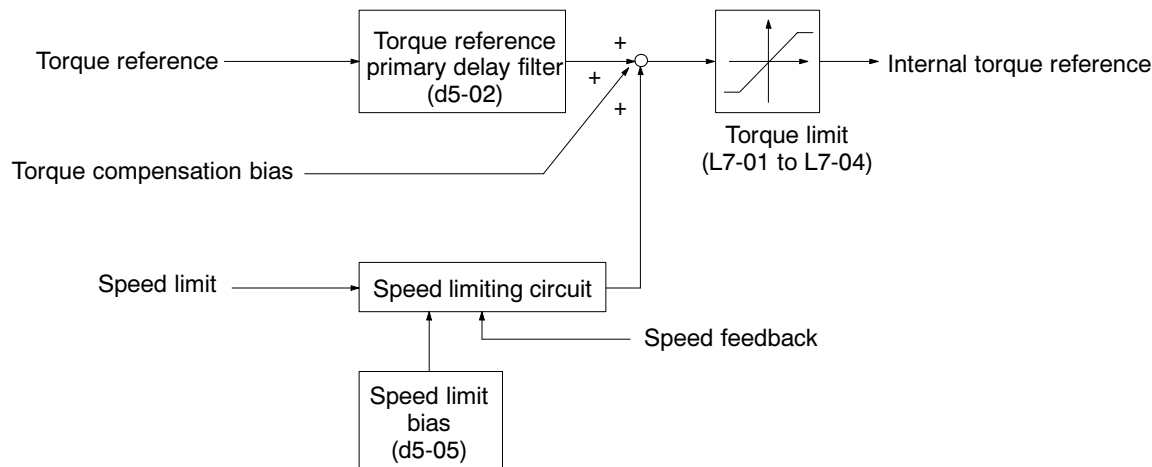 Torque reference
Torque reference
primary delay filter
(d5-02)
+
+
+
Internal torque reference
Torque limit
(L7-01 to L7-04)
Torque compensation bias
Speed limit
Speed limiting circuit
Speed feedback
Speed limit
bias
(d5-05)